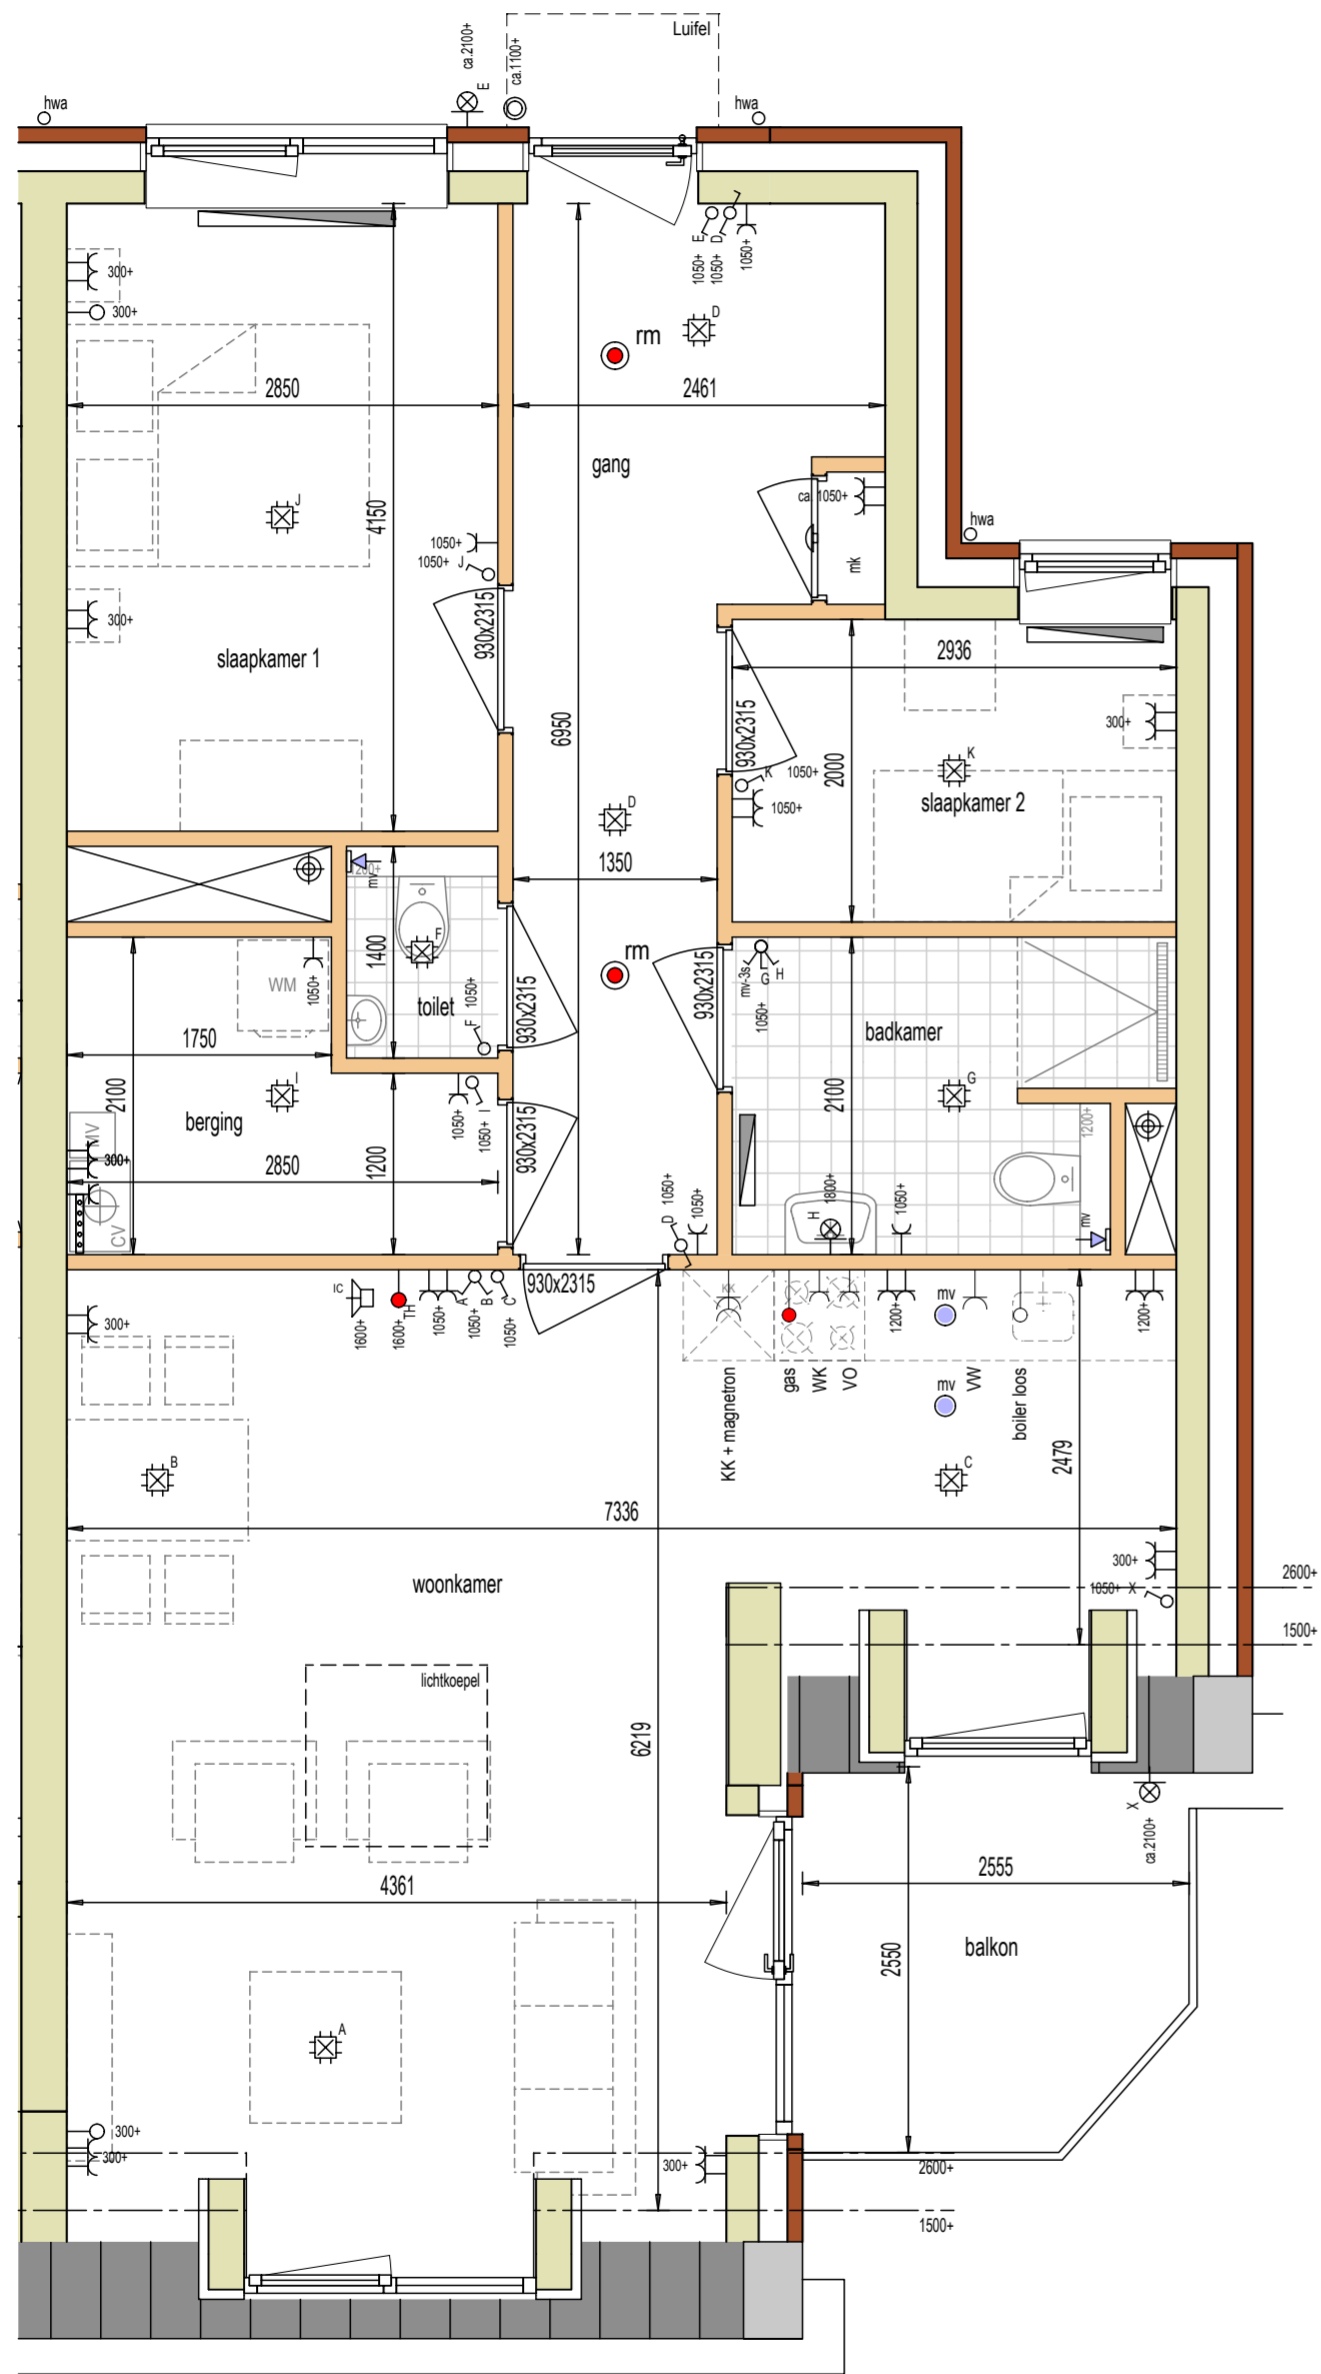 Luifel
ca.2100+
E
ca.1100+
hwa
hwa
300+
300+
E
D
1050+
1050+
1050+
D
rm
2850
2461
gang
J
4150
1050+
1050+ J
ca. 1050+
mk
hwa
300+
930x2315
slaapkamer 1
2936
930x2315
300+
6950
2000
K
1050+
1050+
K
slaapkamer 2
D
1350
1200+
mv
F
1400
toilet
1050+
F
930x2315
rm
930x2315
mv-3s
G
H
1050+
badkamer
WM
1050+
1750
2100
berging
I
1050+
1050+ I
930x2315
2100
G
1200+
MV
300+
2850
1200
CV
D
1050+
1050+
H
1800+
1050+
mv
930x2315
IC
1600+
1600+
TH
1050+
A
1050+
B
1050+
C
300+
KK
KK + magnetron
gas
WK
VO
1200+
mv
mv
VW
boiler loos
1200+
B
C
2479
7336
woonkamer
300+
1050+ X
2600+
1500+
lichtkoepel
6219
X
ca.2100+
4361
2555
2550
balkon
A
300+
300+
300+
2600+
1500+